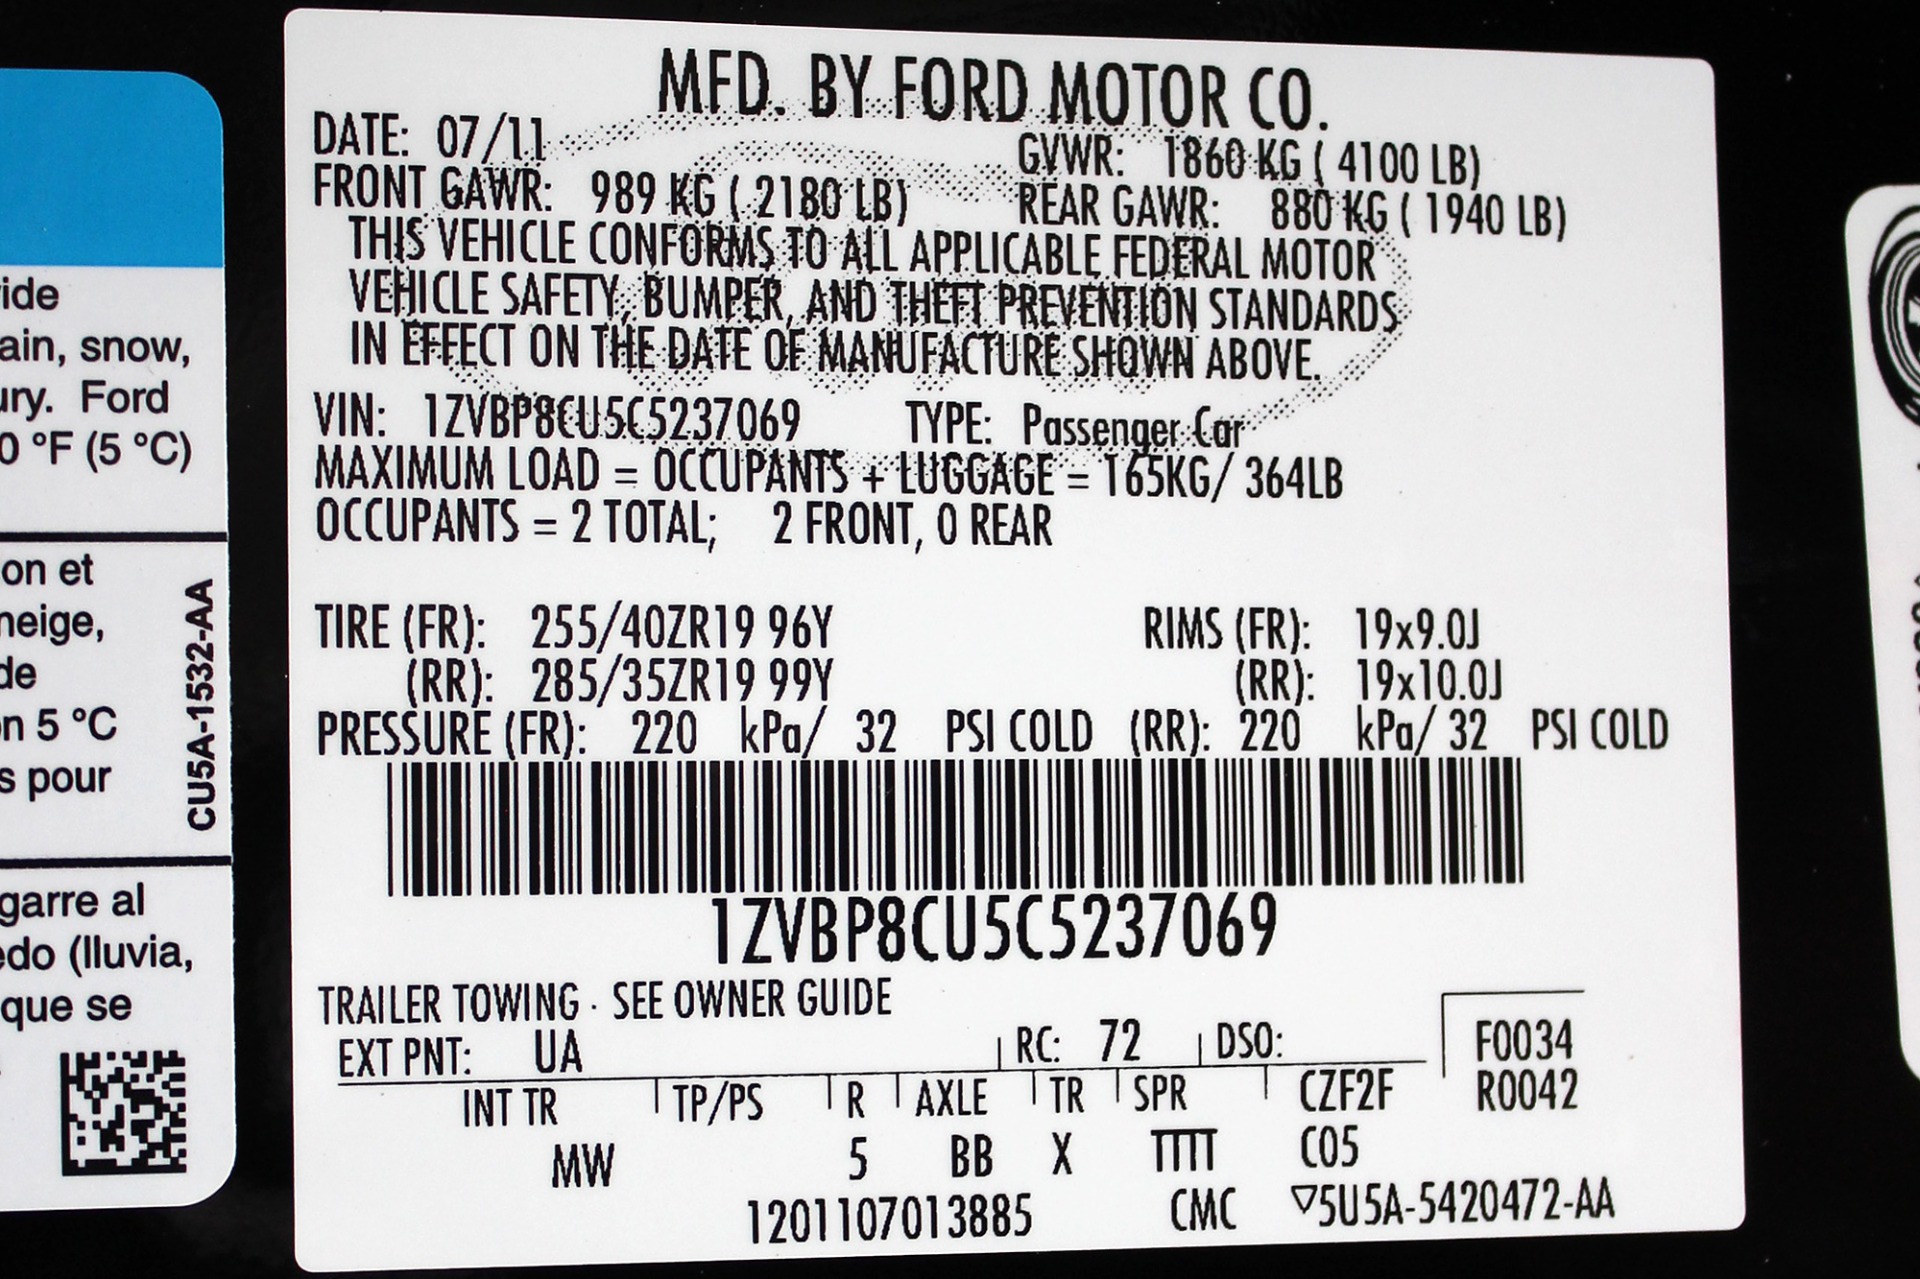 MFD. BY FORD MOTOR CO.
DATE: 07/11
GVWR: 1860 KG ( 4100 LB)
FRONT GAWR: 989 KG ( 2180 LB)
REAR GAWR: 880 KG ( 1940 LB)
THIS VEHICLE CONFORMS TO ALL APPLICABLE FEDERAL MOTOR
VEHICLE SAFETY, BUMPER, AND THEFT PREVENTION STANDARDS
IN EFFECT ON THE DATE OF MANUFACTURE SHOWN ABOVE.
VIN: 1ZVBP8CU5C5237069 TYPE: Passenger Car
MAXIMUM LOAD = OCCUPANTS + LUGGAGE = 165KG/ 364LB
OCCUPANTS = 2 TOTAL; 2 FRONT, 0 REAR
TIRE (FR): 255/40ZR19 96Y RIMS (FR): 19x9.0J
(RR): 285/35ZR19 99Y (RR): 19x10.0J
PRESSURE (FR): 220 kPa/ 32 PSI COLD (RR): 220 kPa/ 32 PSI COLD
1ZVBP8CU5C5237069
TRAILER TOWING - SEE OWNER GUIDE
EXT PNT: UA RC: 72 DSO: F0034
INT TR TP/PS R AXLE TR SPR CZF2F R0042
MW 5 BB X TTTT C05
1201107013885 CMC ▽5U5A-5420472-AA
ain, snow,
ury. Ford
0 °F (5 °C)
on et
neige,
de
n 5 °C
s pour
CU5A-1532-AA
garre al
edo (lluvia,
que se